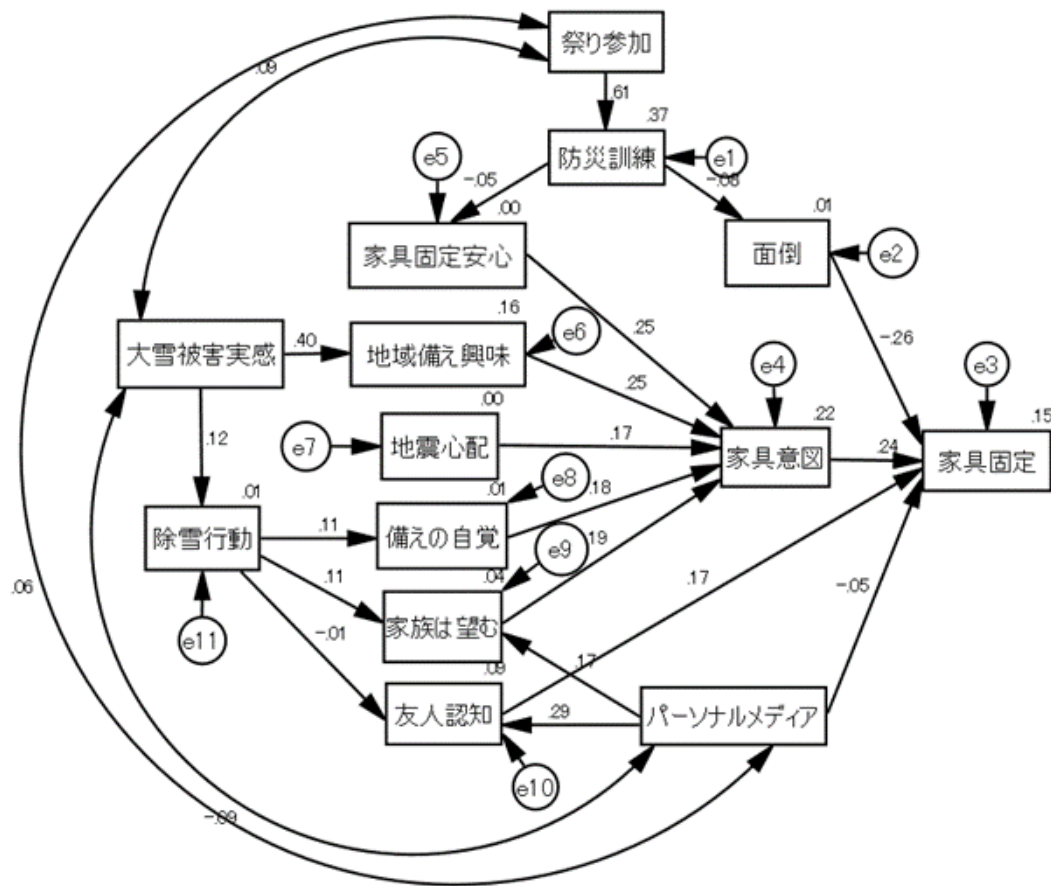 祭り参加
.09
.61
.37
防災訓練
e1
e5
-.05
-.08
.00
.01
家具固定安心
面倒
e2
.16
.25
-.26
大雪被害実感
.40
地域備え興味
e6
e4
e3
.25
.00
.22
.15
.12
e7
地震心配
.17
家具意図
.24
家具固定
.01
.01
e8
.18
除雪行動
.11
備えの自覚
e9
.19
.06
.11
.04
.17
-.05
e11
家族は望む
-.01
.09
.17
友人認知
.29
パーソナルメディア
e10
-.09